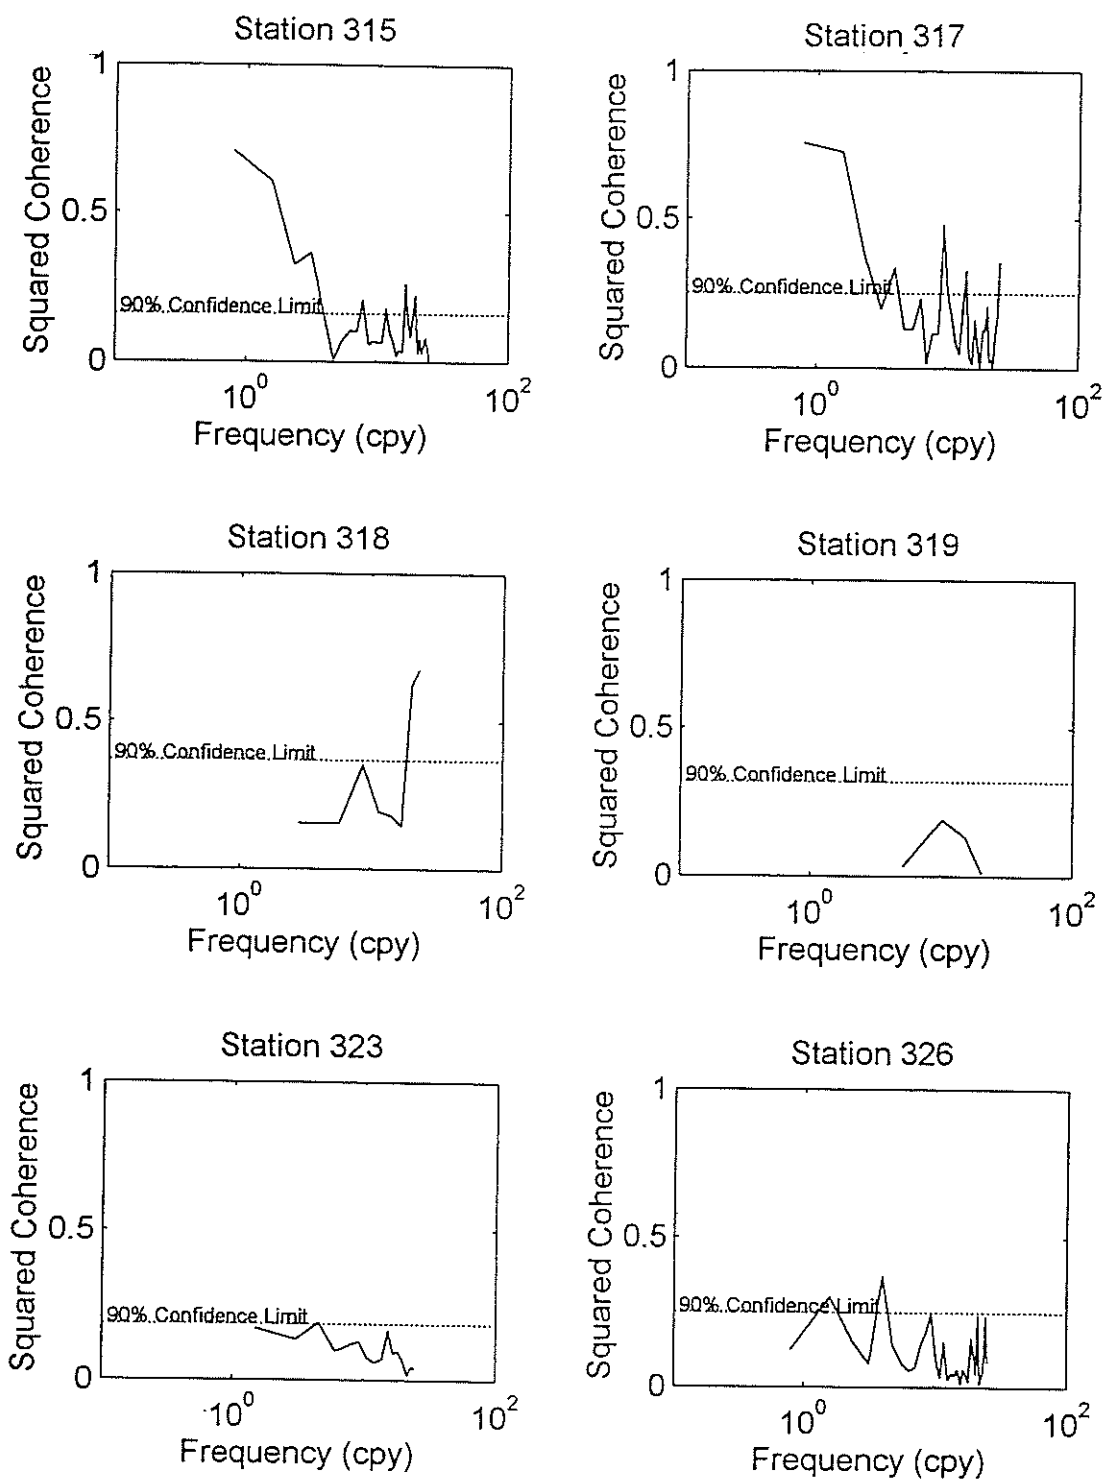 Station 315
1
0.5
0
Squared Coherence
90% Confidence Limit
10^0
10^2
Frequency (cpy)
Station 317
1
0.5
0
Squared Coherence
90% Confidence Limit
10^0
10^2
Frequency (cpy)
Station 318
1
0.5
0
Squared Coherence
90% Confidence Limit
10^0
10^2
Frequency (cpy)
Station 319
1
0.5
0
Squared Coherence
90% Confidence Limit
10^0
10^2
Frequency (cpy)
Station 323
1
0.5
0
Squared Coherence
90% Confidence Limit
10^0
10^2
Frequency (cpy)
Station 326
1
0.5
0
Squared Coherence
90% Confidence Limit
10^0
10^2
Frequency (cpy)